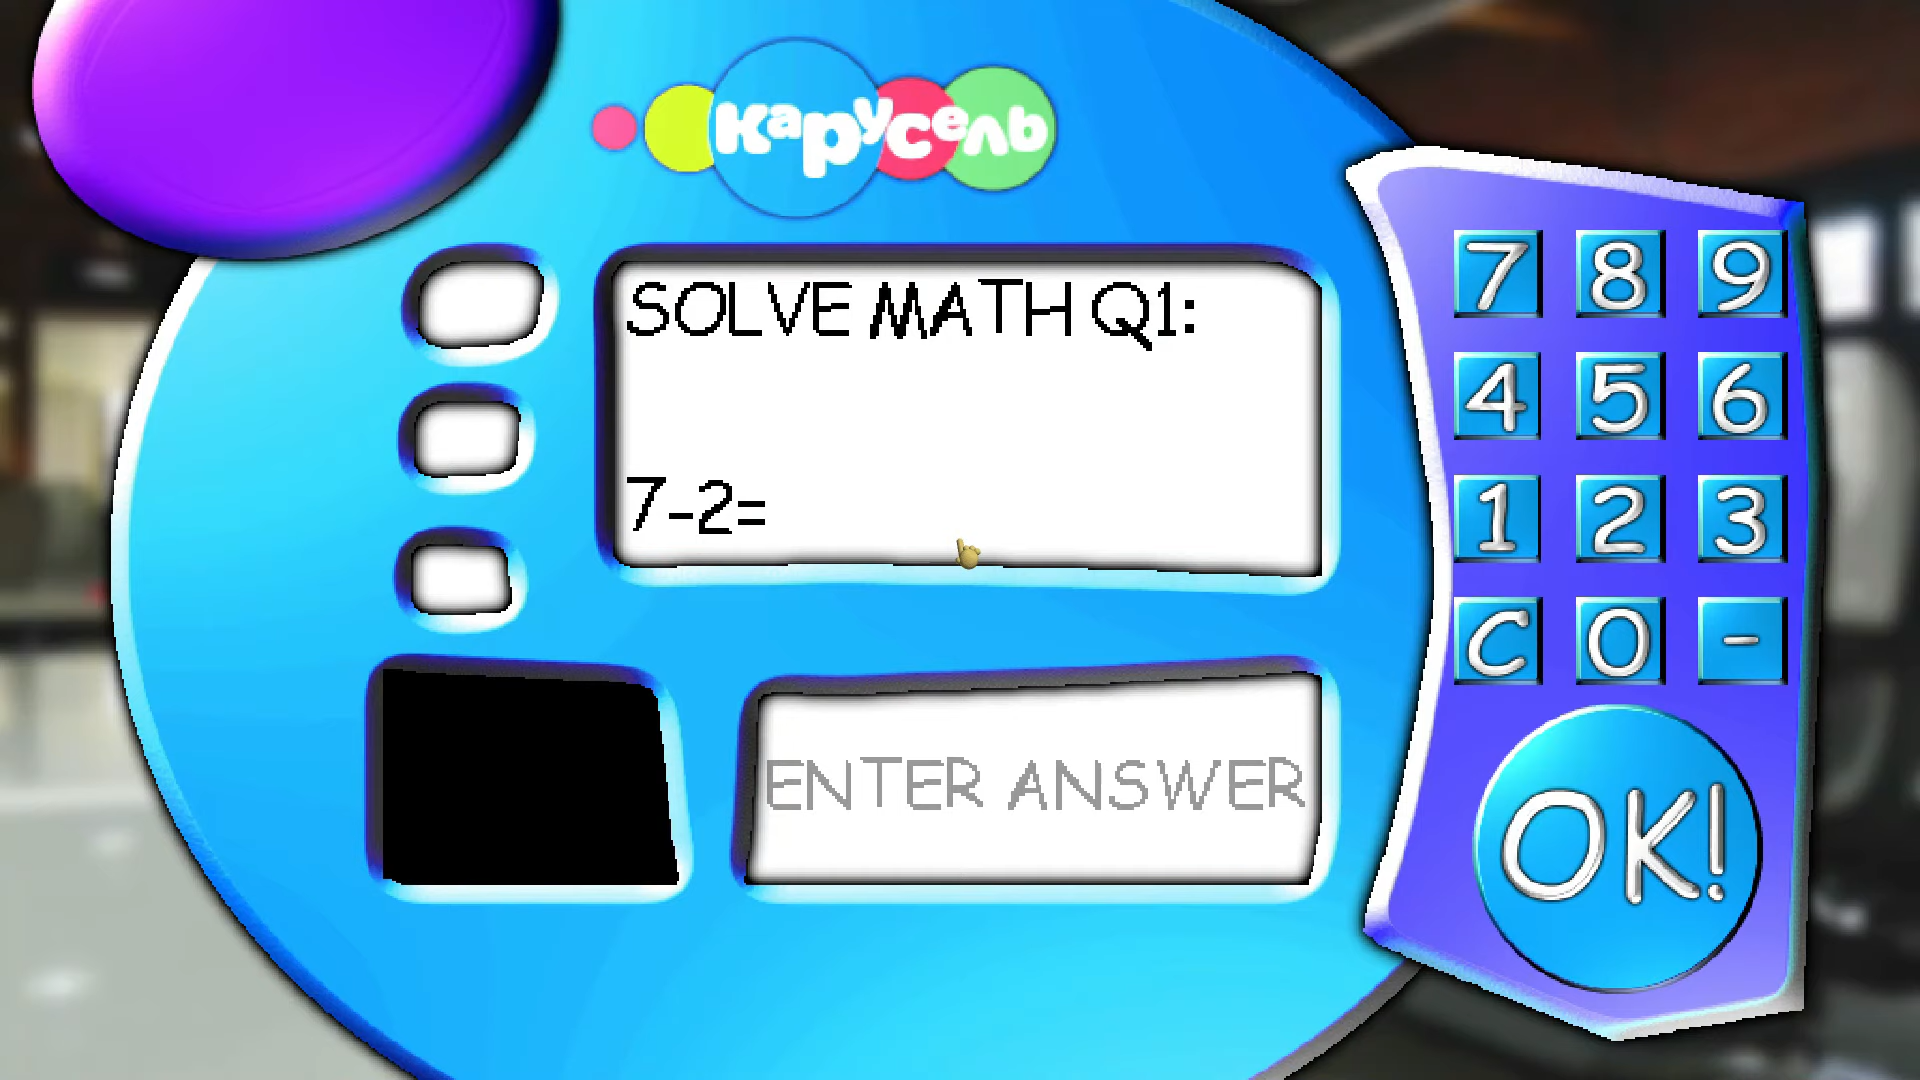 Карусель
SOLVE MATH Q1:
7-2=
ENTER ANSWER
7 8 9
4 5 6
1 2 3
C 0 -
OK!